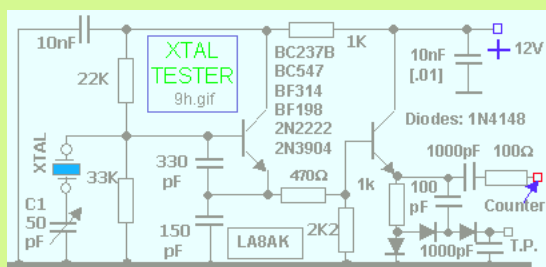 10nF
22K
XTAL
TESTER
9h.gif
1K
BC237B
BC547
BF314
BF198
2N2222
2N3904
10nF
[.01]
12V
Diodes: 1N4148
XTAL
33K
330
pF
470Ω
1k
1000pF
100Ω
100
pF
Counter
C1
50
pF
150
pF
LA8AK
2K2
1000pF
T.P.